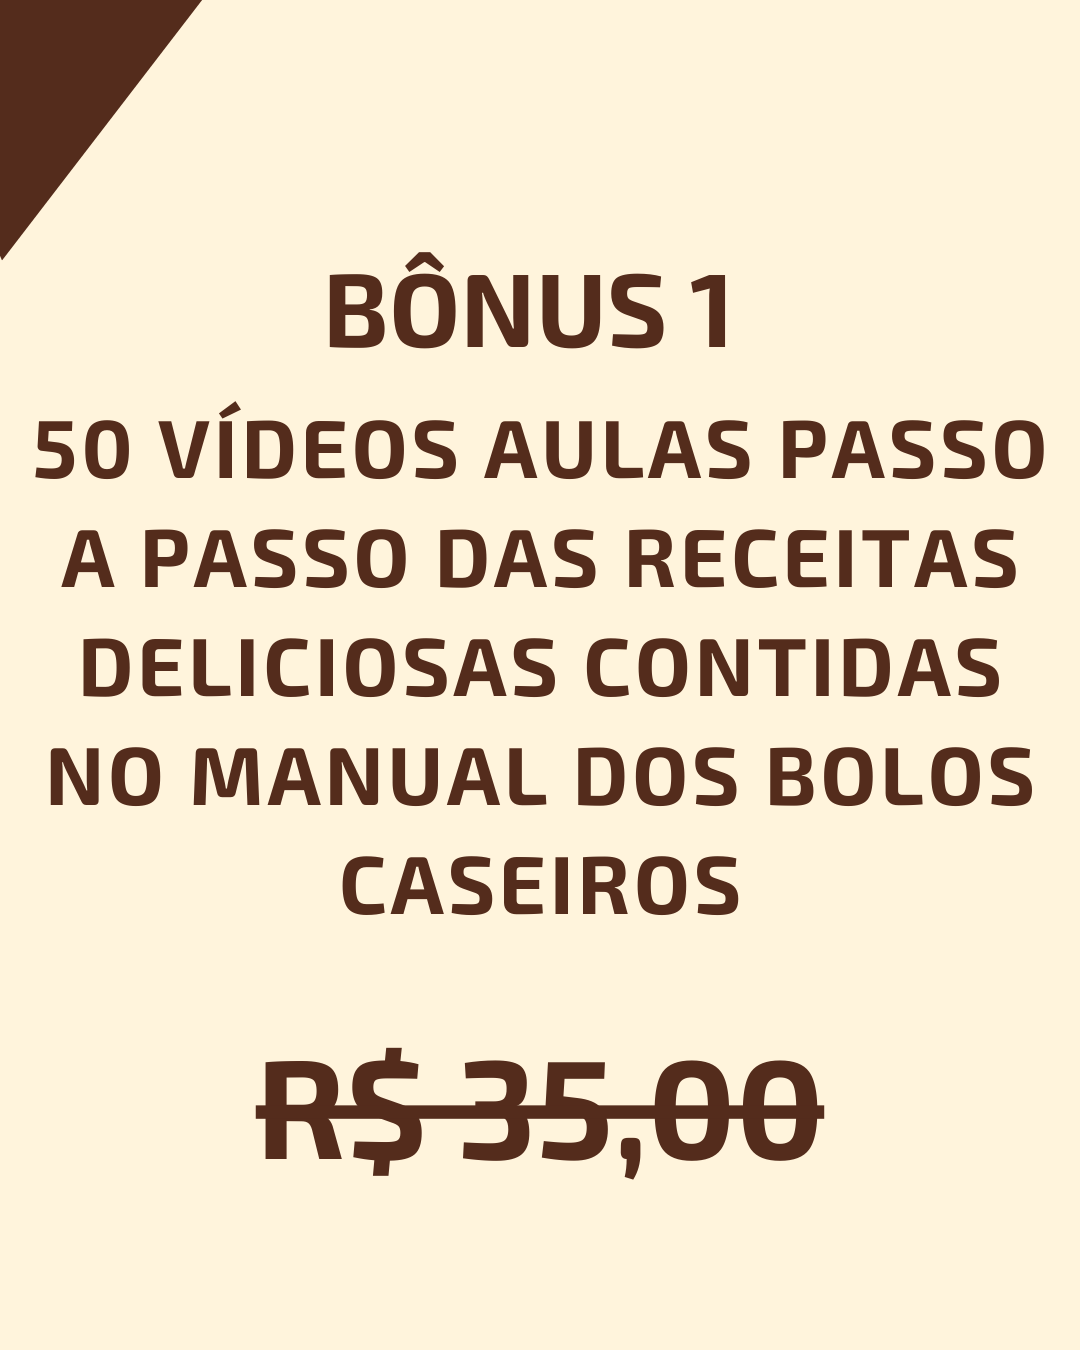 BÔNUS 1
50 VÍDEOS AULAS PASSO
A PASSO DAS RECEITAS
DELICIOSAS CONTIDAS
NO MANUAL DOS BOLOS
CASEIROS
R$ 35,00